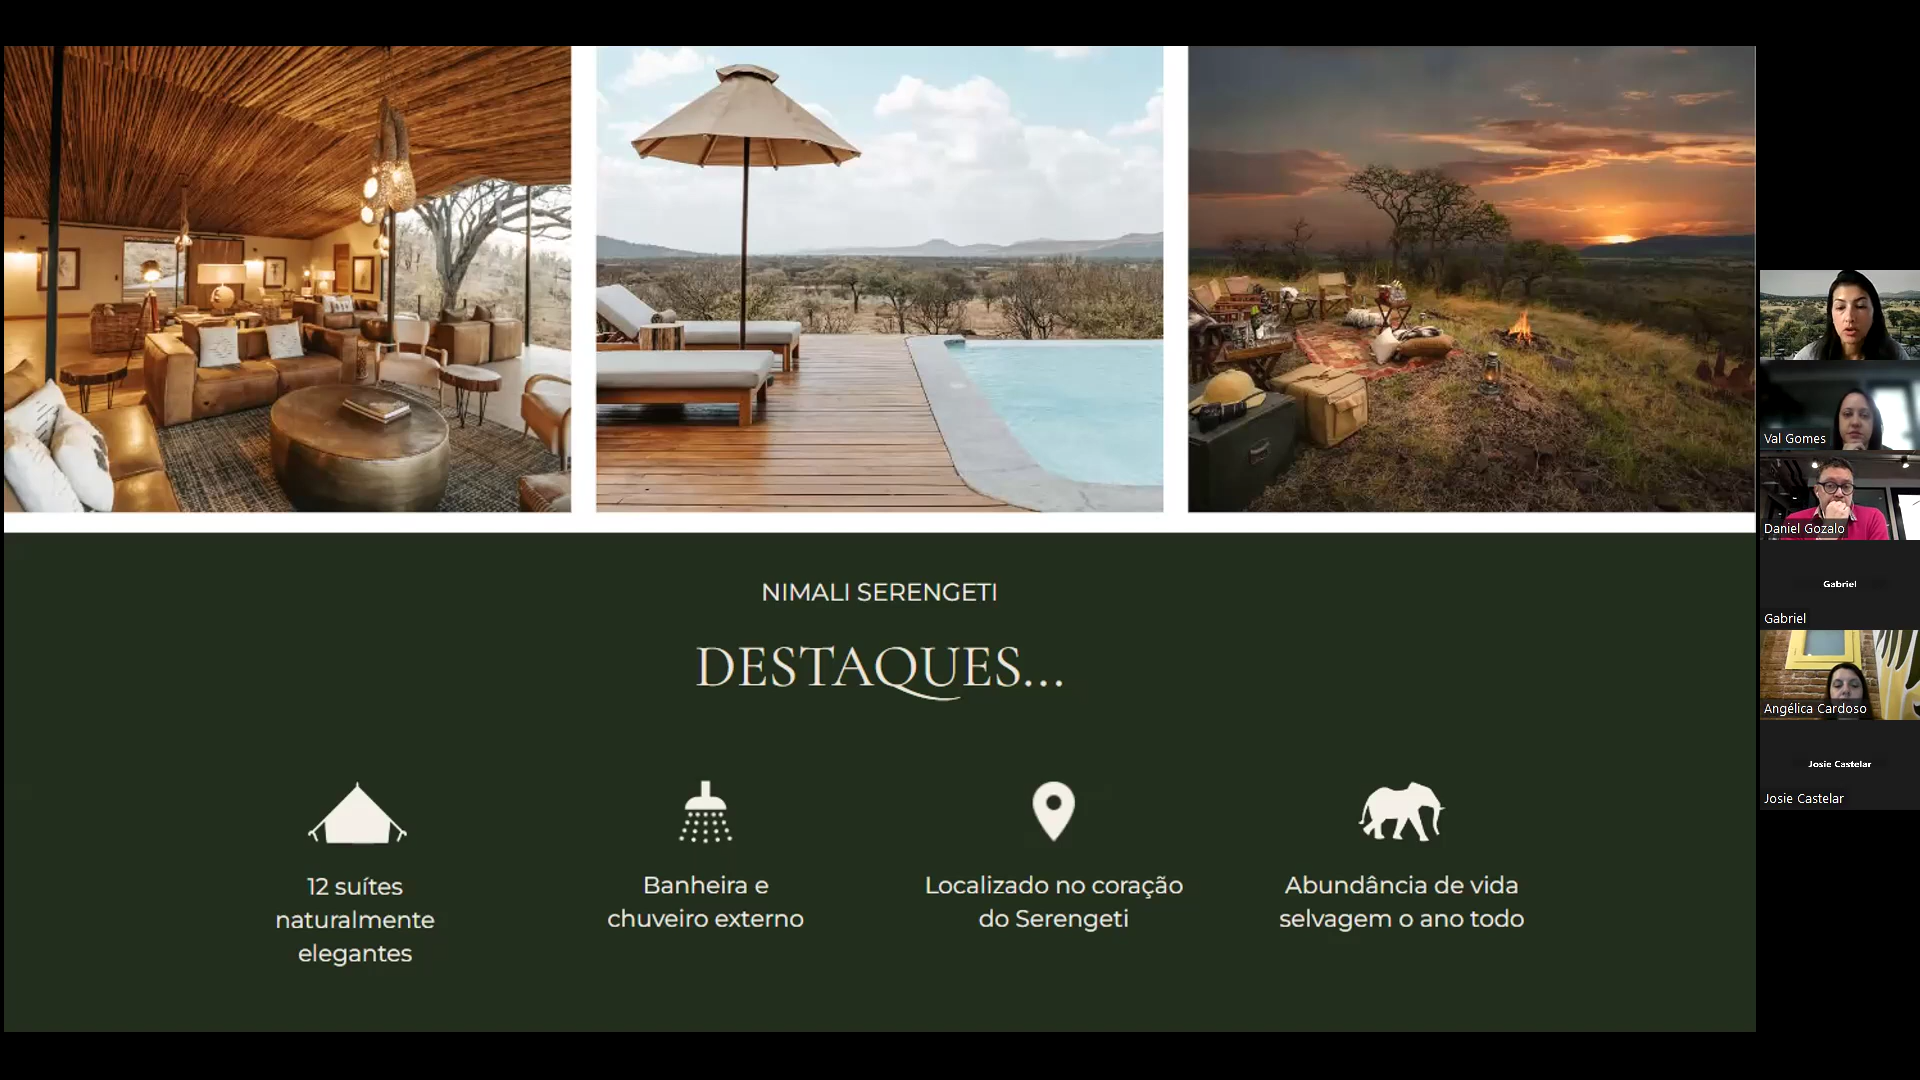 NIMALI SERENGETI
DESTAQUES...
12 suítes
naturalmente
elegantes
Banheira e
chuveiro externo
Localizado no coração
do Serengeti
Abundância de vida
selvagem o ano todo
Val Gomes
Daniel Gozalo
Gabriel
Gabriel
Angélica Cardoso
Josie Castelar
Josie Castelar